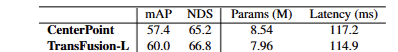 mAP NDS Params (M) Latency (ms)
CenterPoint 57.4 65.2 8.54 117.2
TransFusion-L 60.0 66.8 7.96 114.9